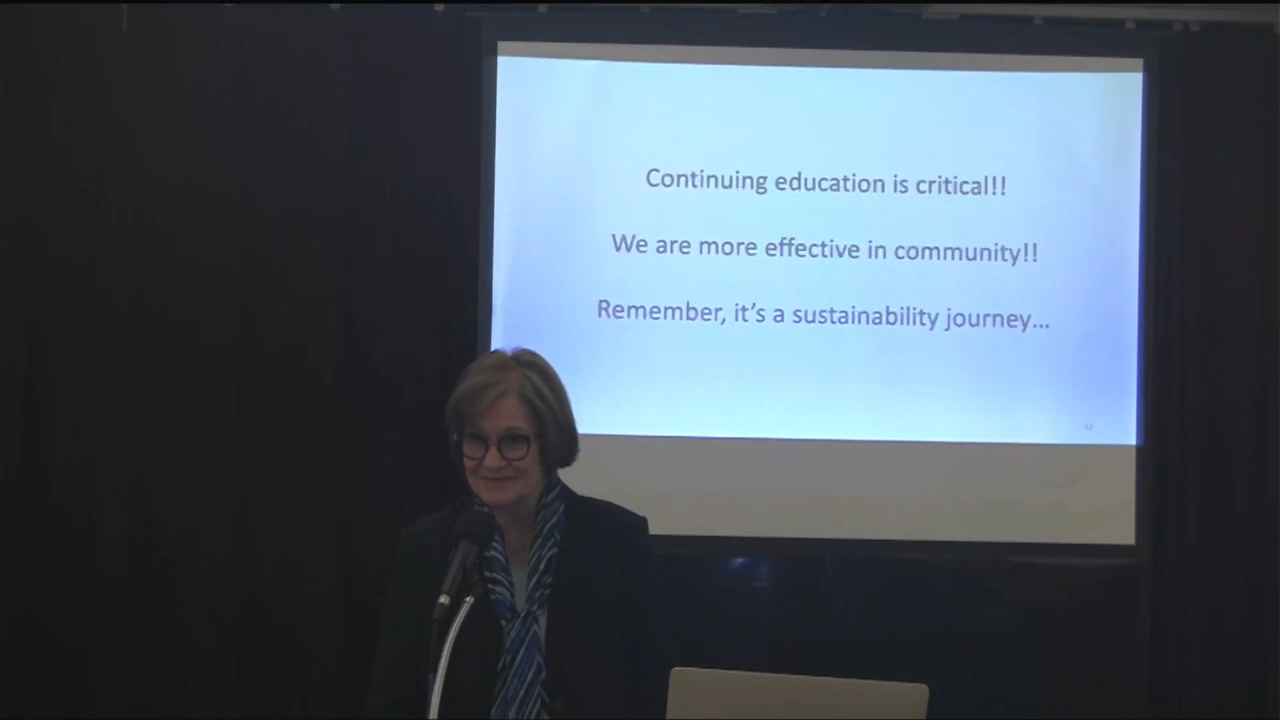 Continuing education is critical!!
We are more effective in community!!
Remember, it's a sustainability journey...